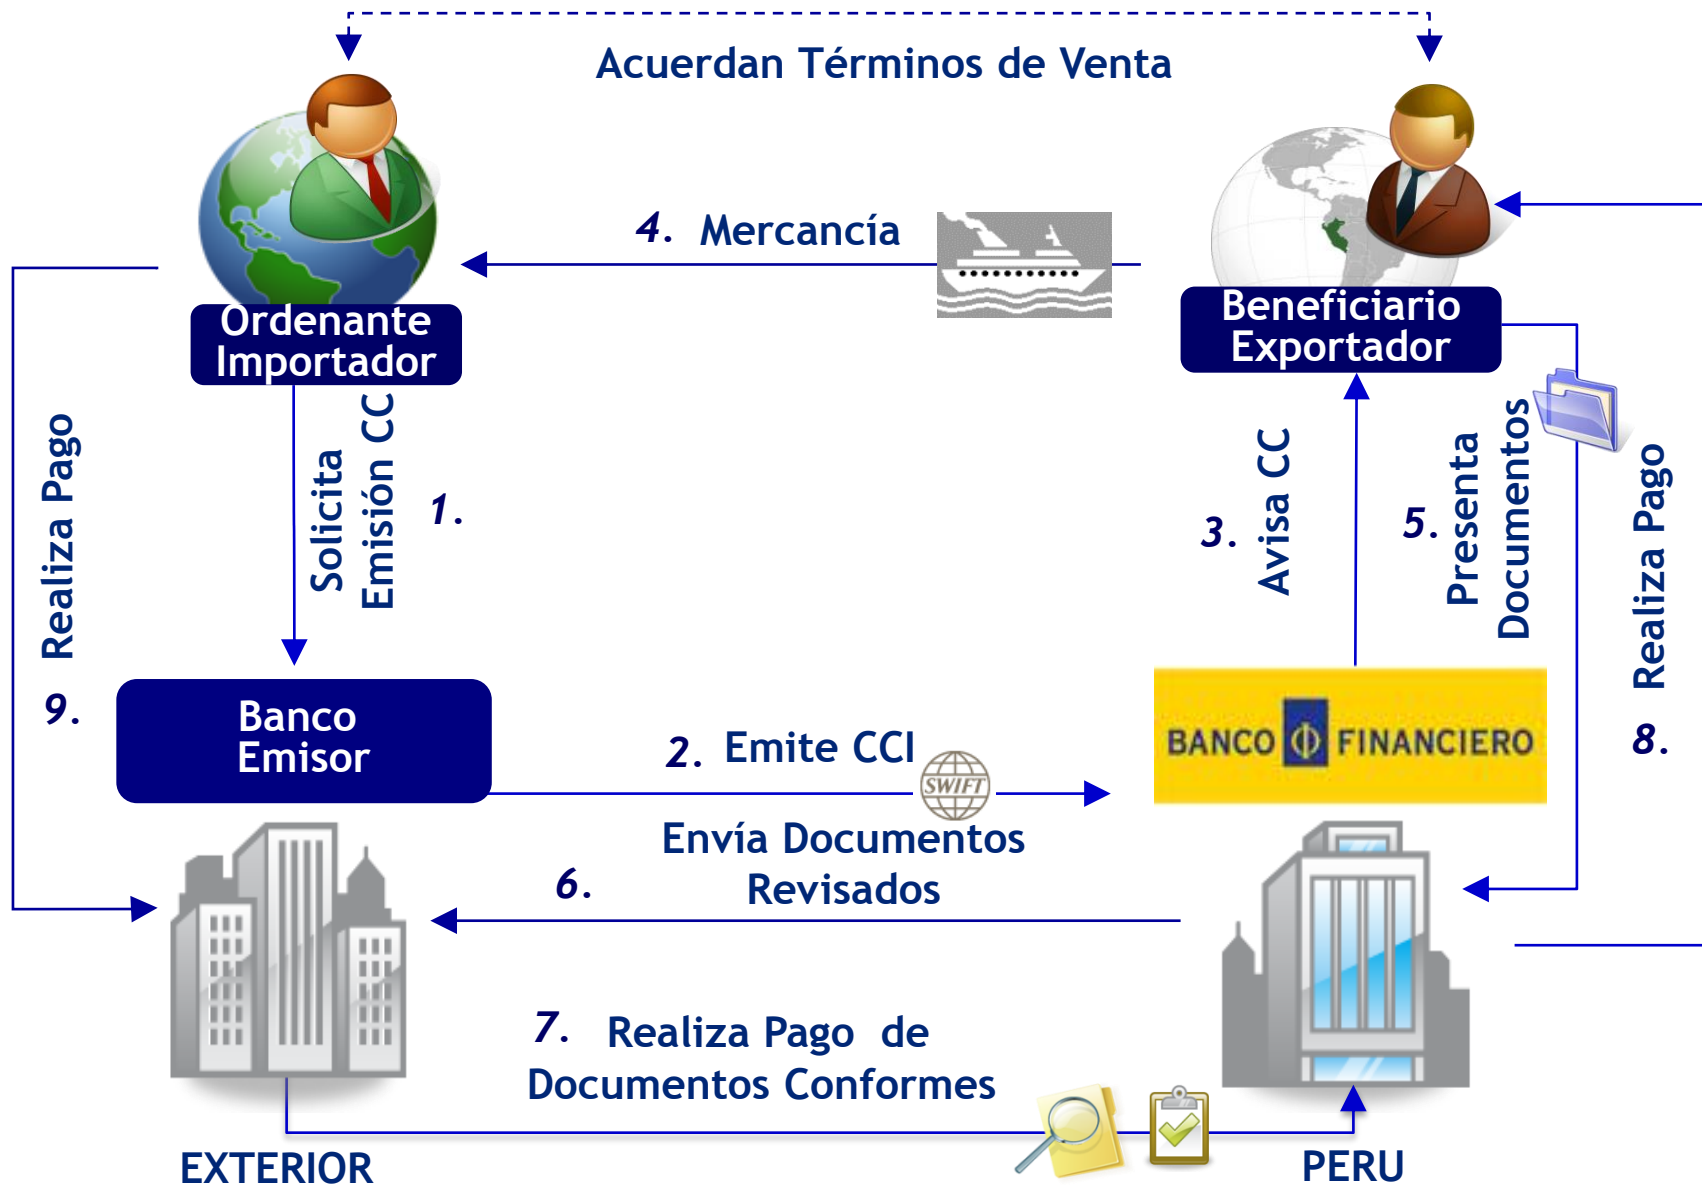 Acuerdan Términos de Venta
4. Mercancía
Ordenante
Importador
Beneficiario
Exportador
Realiza Pago
9.
Solicita
Emisión CC
1.
3.
Avisa CC
5.
Presenta
Documentos
Realiza Pago
8.
Banco
Emisor
2. Emite CCI
SWIFT
BANCO FINANCIERO
Envía Documentos
6. Revisados
7. Realiza Pago de
Documentos Conformes
EXTERIOR
PERU